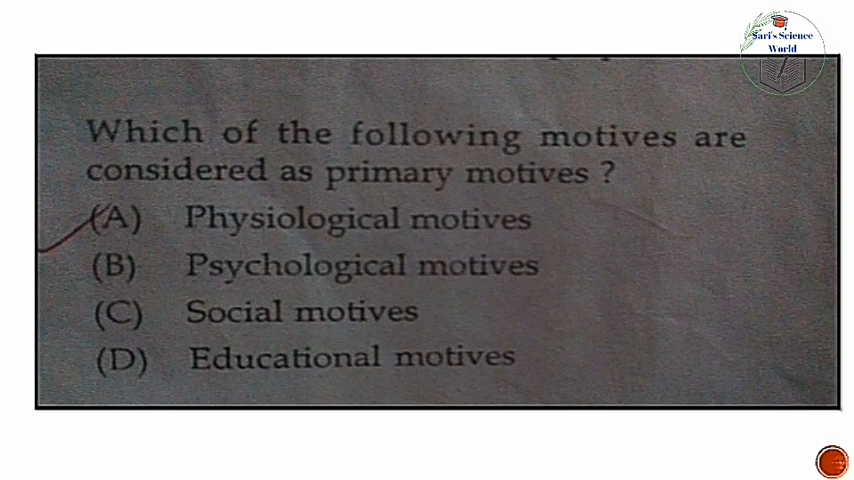 Sarf's Science
World
Which of the following motives are
considered as primary motives ?
(A) Physiological motives
(B) Psychological motives
(C) Social motives
(D) Educational motives